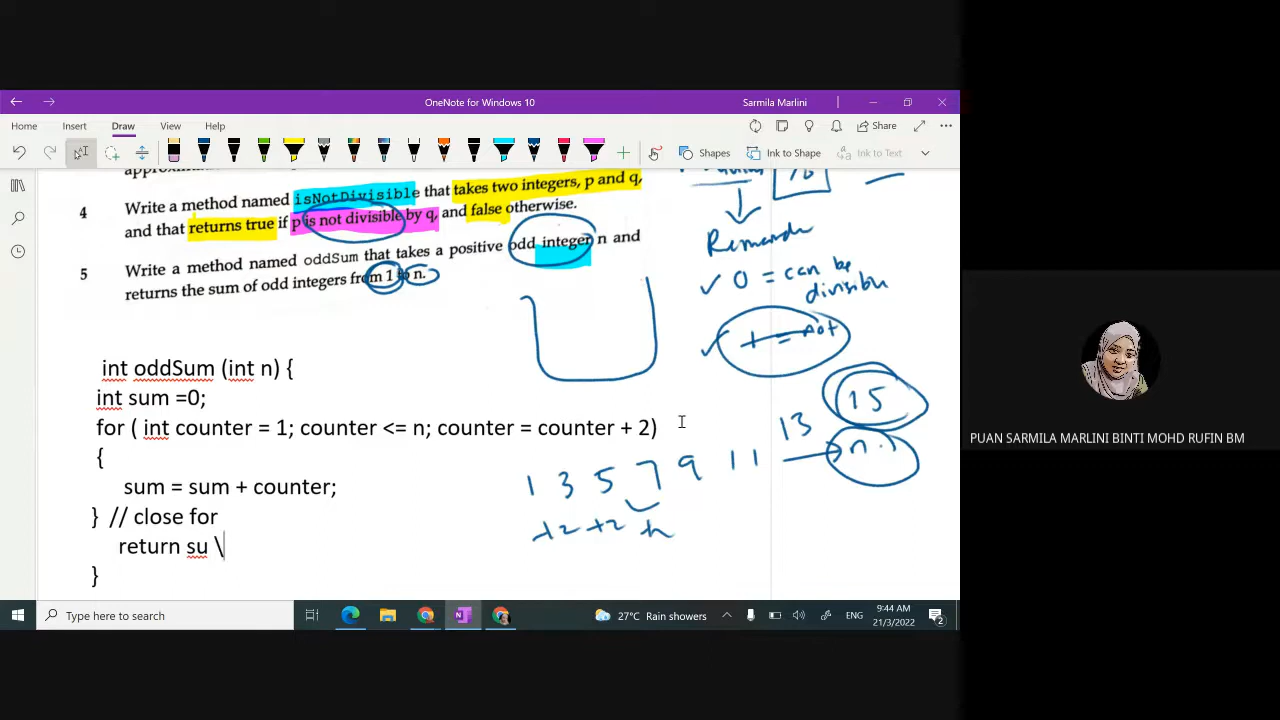 OneNote for Windows 10
Sarmila Marlini
Home Insert Draw View Help
Share
Shapes Ink to Shape Ink to Text
4 Write a method named isNotDivisible that takes two integers, p and q,
and that returns true if p is not divisible by q, and false otherwise.
5 Write a method named oddSum that takes a positive odd integer n and
returns the sum of odd integers from 1 to n.
0 = can be
int oddSum (int n) {
int sum =0;
for ( int counter = 1; counter <= n; counter = counter + 2)
{
sum = sum + counter;
} // close for
return su \
}
15
1 3 5 7 9 11 13
+2 +2
PUAN SARMILA MARLINI BINTI MOHD RUFIN BM
Type here to search
27°C Rain showers
ENG
9:44 AM
21/3/2022
2